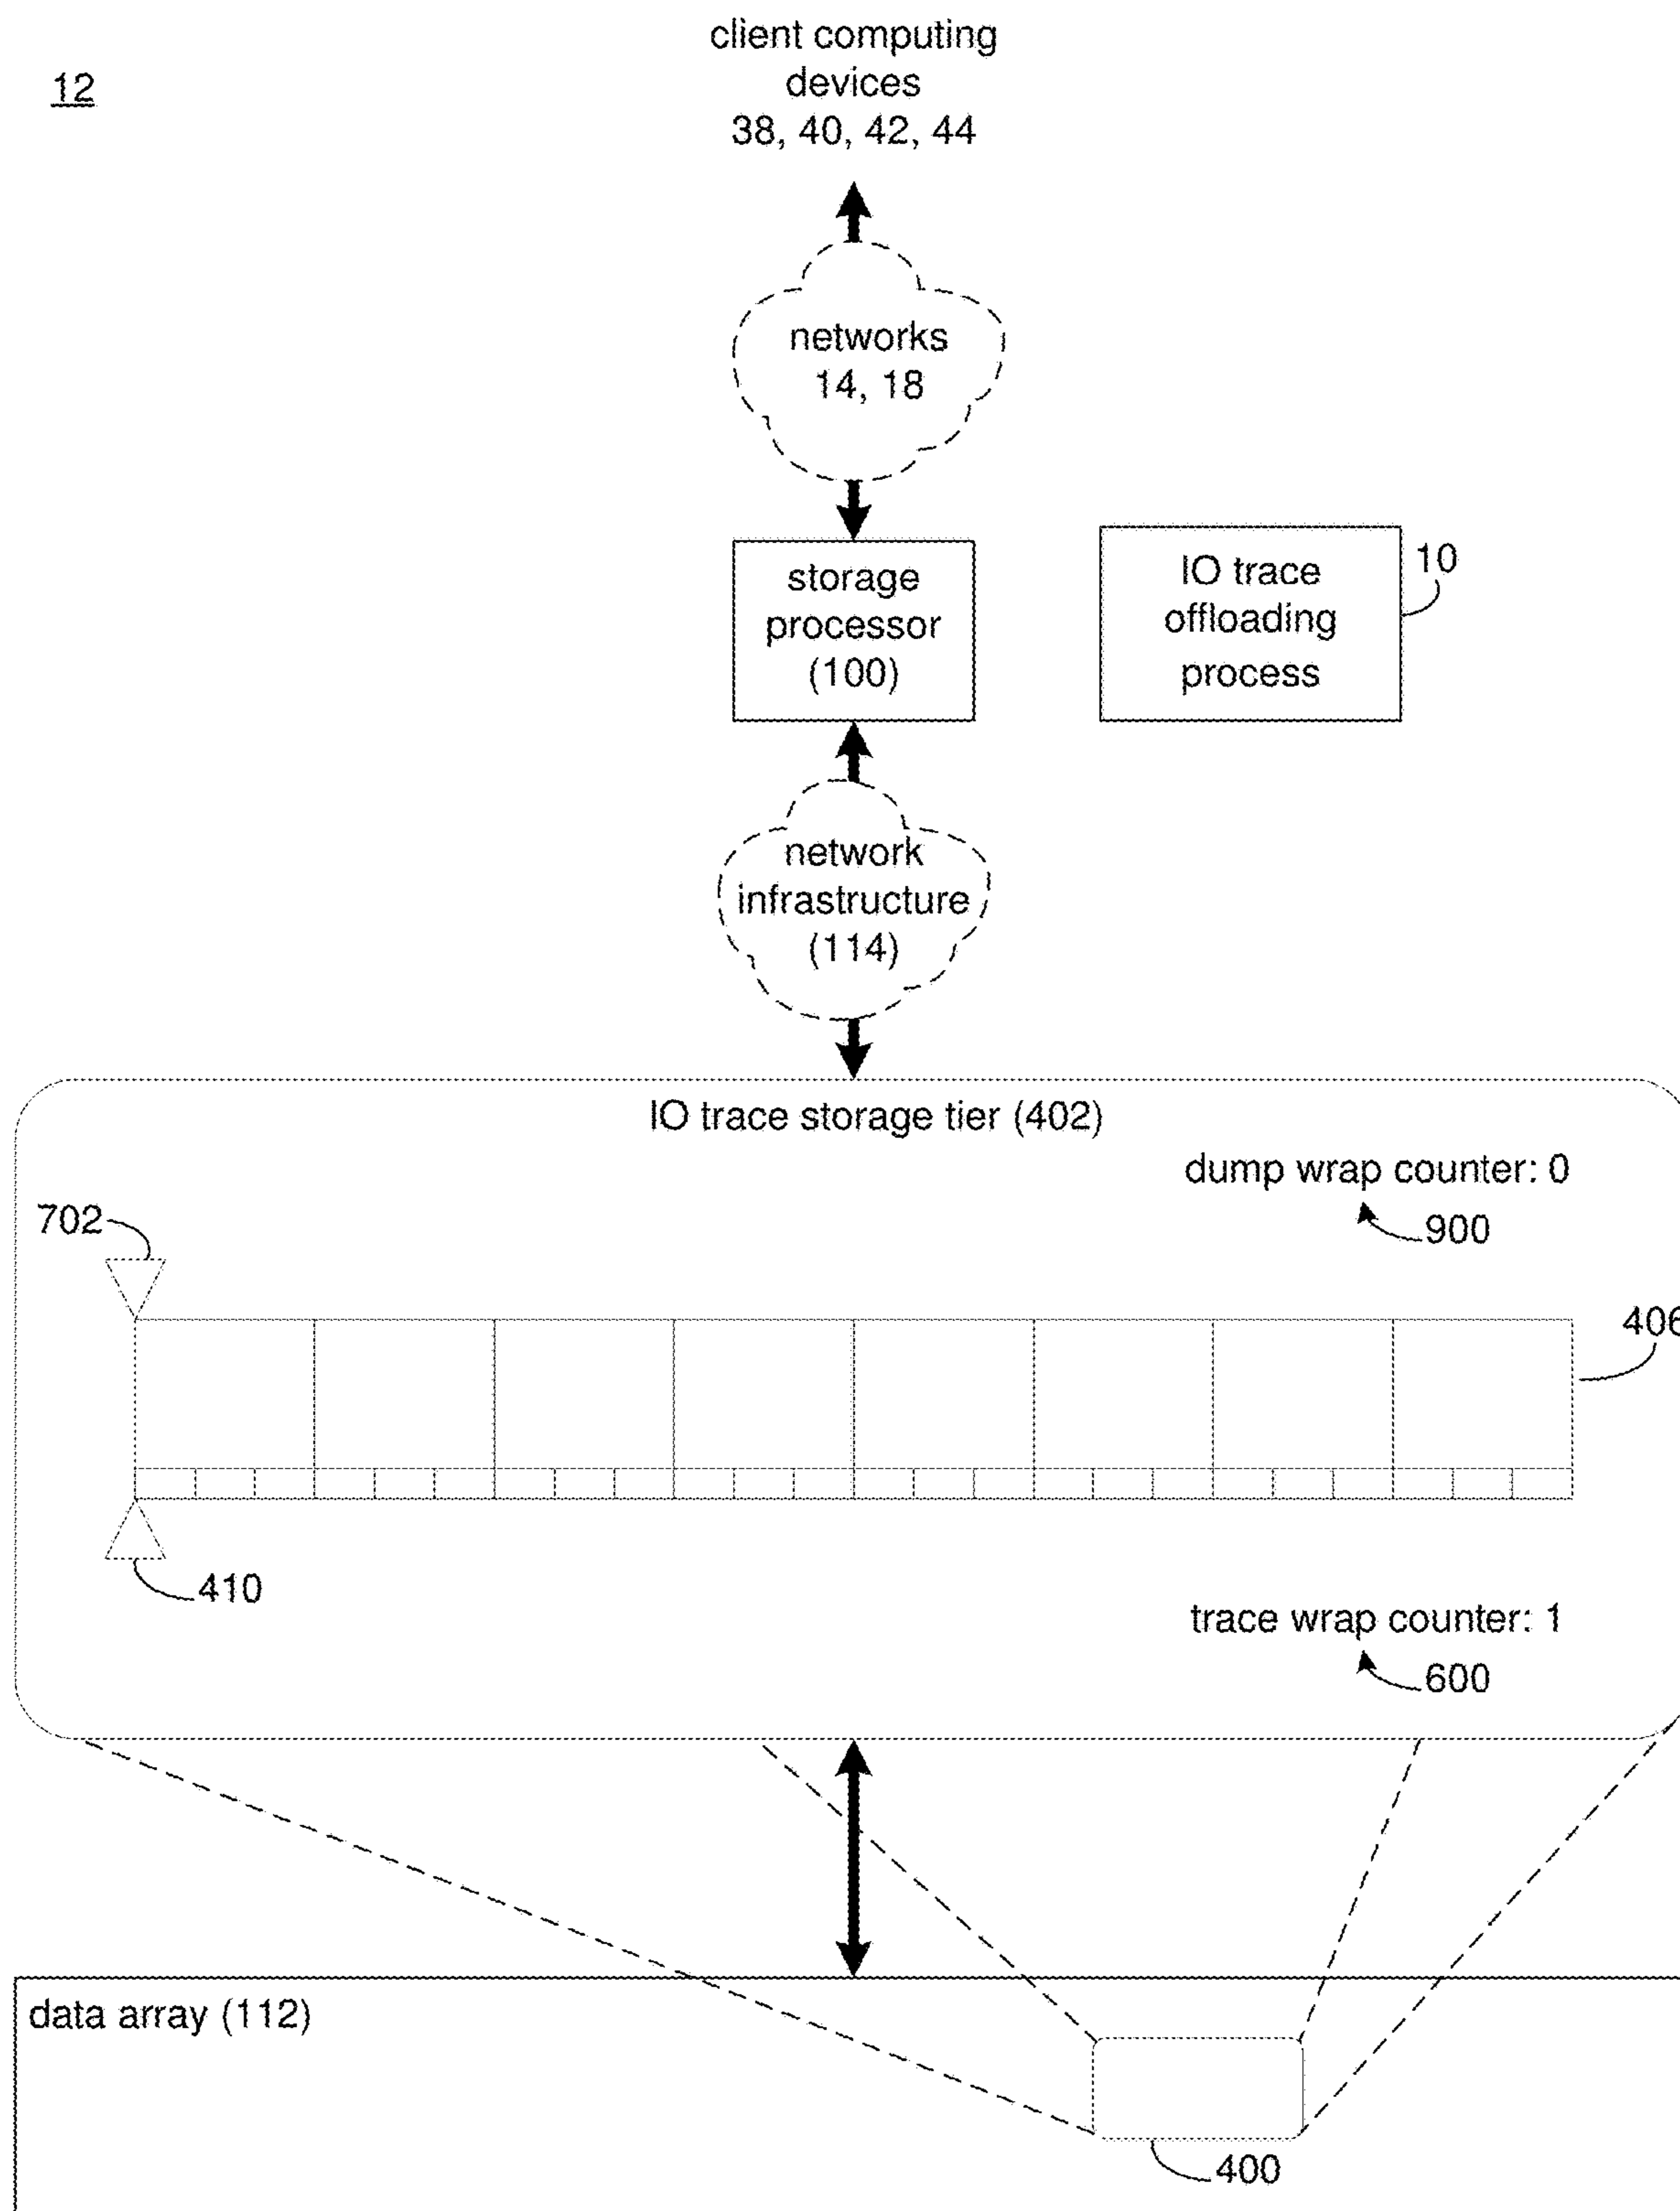 12
client computing
devices
38, 40, 42, 44
networks
14, 18
storage
processor
(100)
IO trace
offloading
process
10
network
infrastructure
(114)
IO trace storage tier (402)
dump wrap counter: 0
900
702
406
410
trace wrap counter: 1
600
data array (112)
400